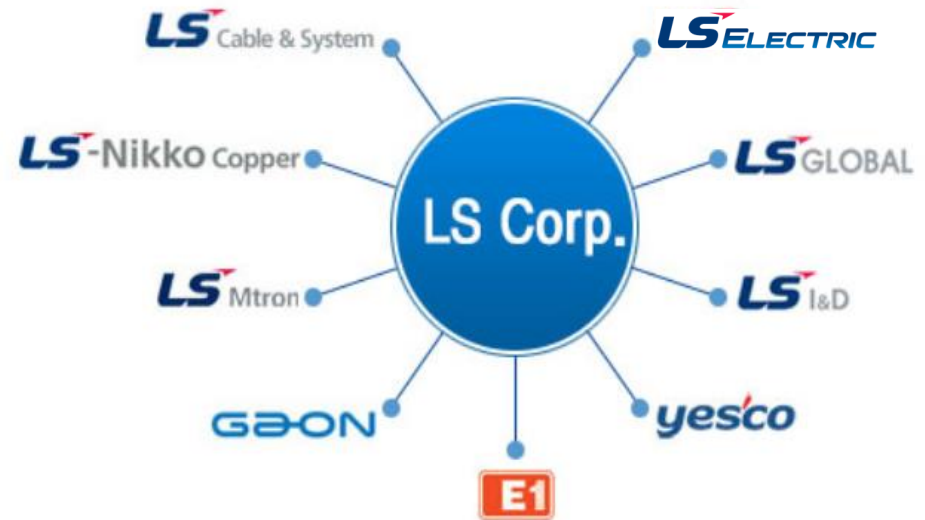 LS Cable & System
LS ELECTRIC
LS-Nikko Copper
LS GLOBAL
LS Corp.
LS Mtron
LS I&D
GAON
yesco
E1